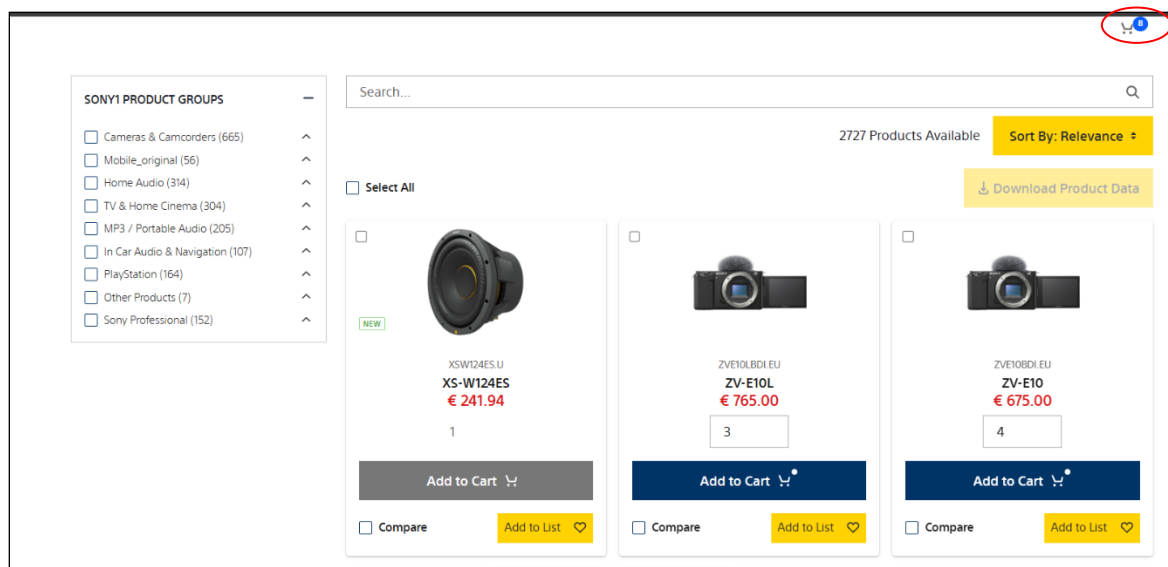 8
SONY1 PRODUCT GROUPS
Cameras & Camcorders (665)
Mobile_original (56)
Home Audio (314)
TV & Home Cinema (304)
MP3 / Portable Audio (205)
In Car Audio & Navigation (107)
PlayStation (164)
Other Products (7)
Sony Professional (152)
Search...
2727 Products Available
Sort By: Relevance
Select All
Download Product Data
NEW
XSW124ES.U
XS-W124ES
€ 241.94
1
Add to Cart
Compare
Add to List
ZVE10LBDI.EU
ZV-E10L
€ 765.00
3
Add to Cart
Compare
Add to List
ZVE10BDI.EU
ZV-E10
€ 675.00
4
Add to Cart
Compare
Add to List